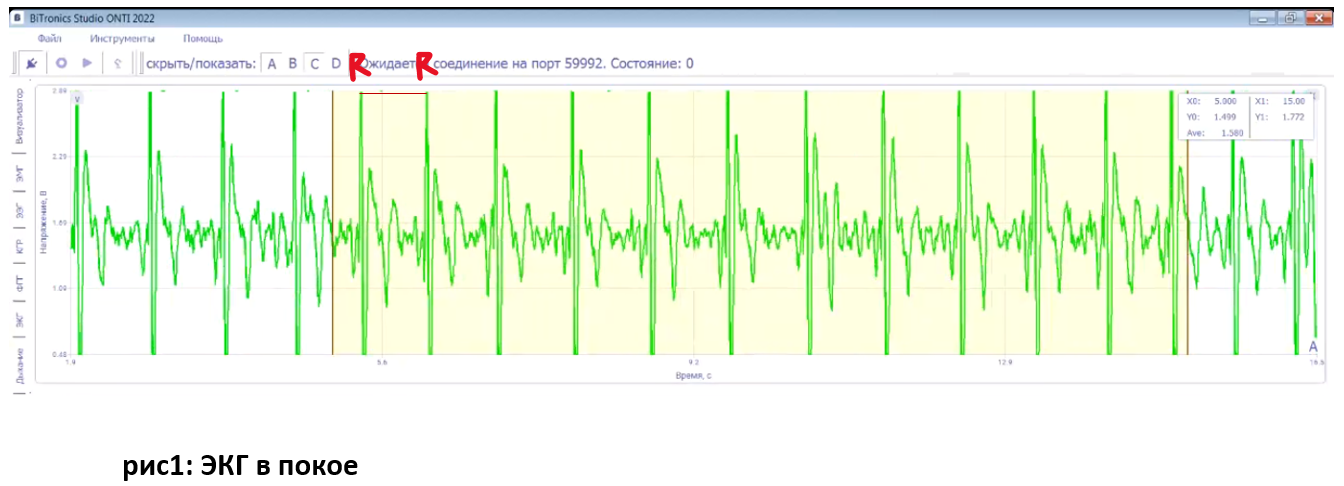 BiTronics Studio ONTI 2022
Файл Инструменты Помощь
скрыть/показать: A B C D R Ожидает R соединение на порт 59992. Состояние: 0
Визуализатор
ЭМГ
ЭЭГ
КГР
ФПГ
ЭКГ
Дыхание
Напряжение, В
2.89
2.29
1.69
1.09
0.48
v
X0: 5.000 X1: 15.00
Y0: 1.499 Y1: 1.772
Ave: 1.580
A
1.9 5.6 9.2 12.9 16.6
Время, с
рис1: ЭКГ в покое